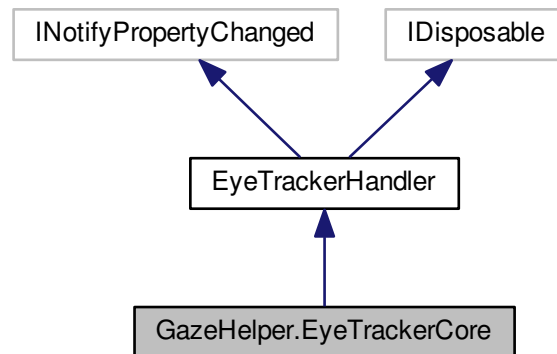 INotifyPropertyChanged
IDisposable
EyeTrackerHandler
GazeHelper.EyeTrackerCore